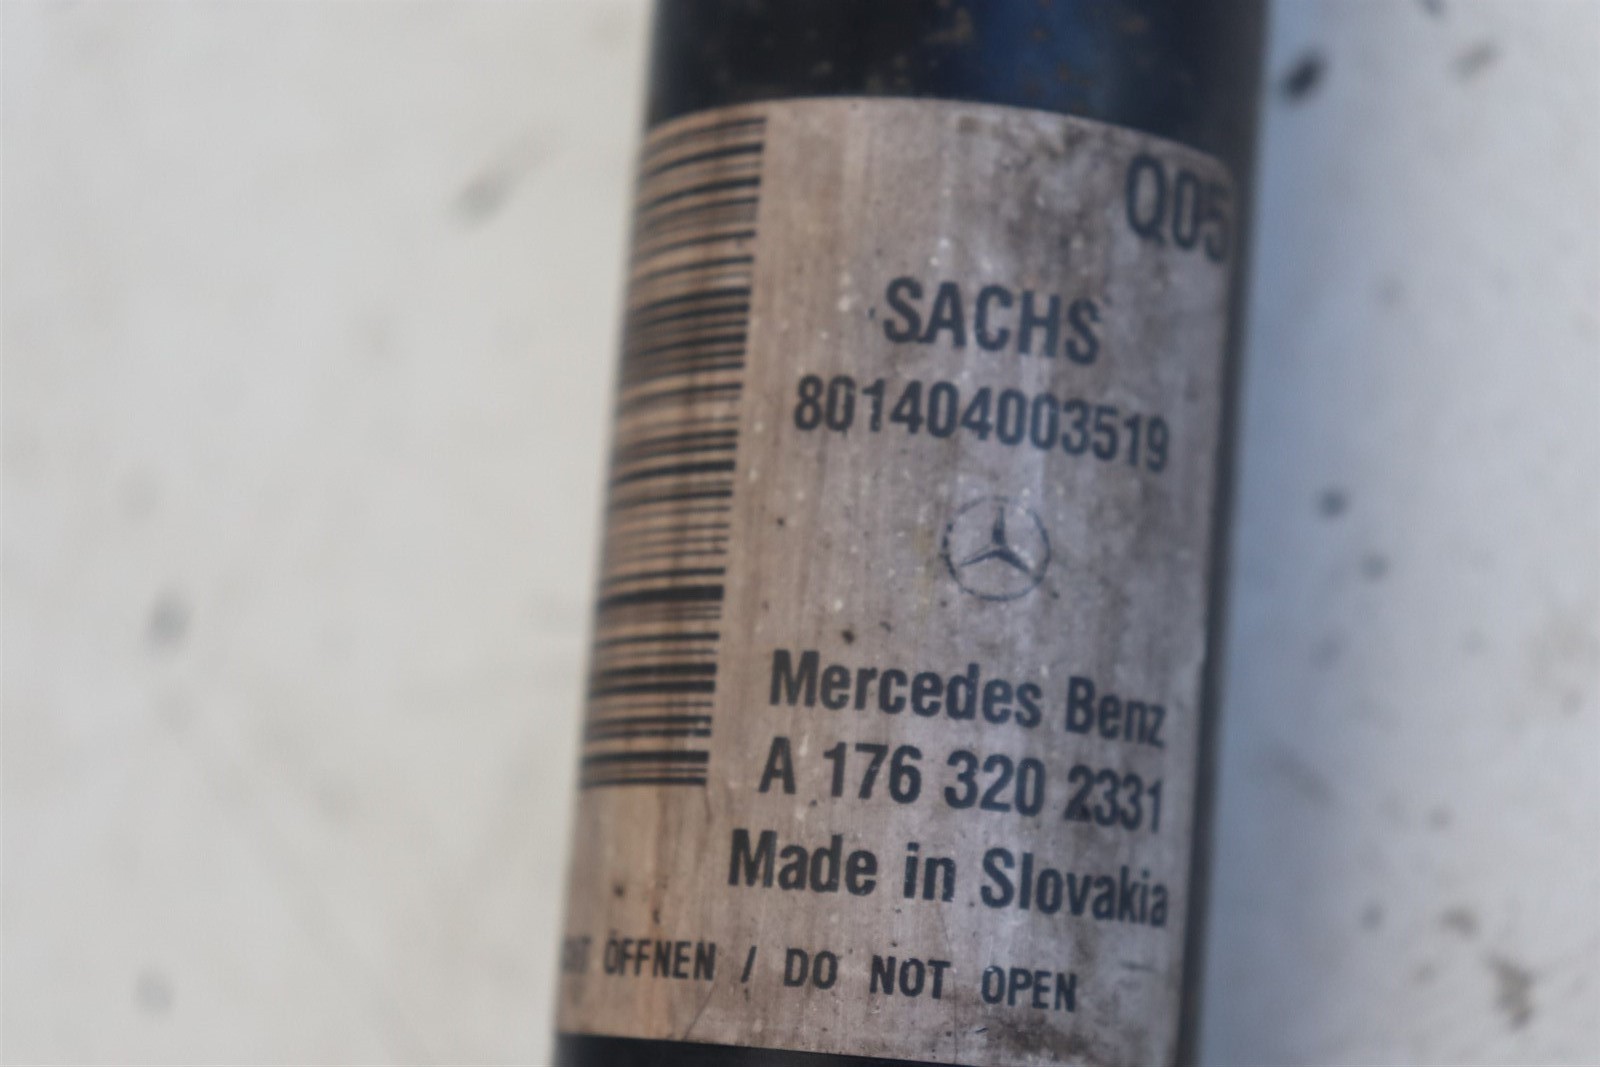 Q05
SACHS
801404003519
Mercedes Benz
A 176 320 2331
Made in Slovakia
ÖFFNEN / DO NOT OPEN